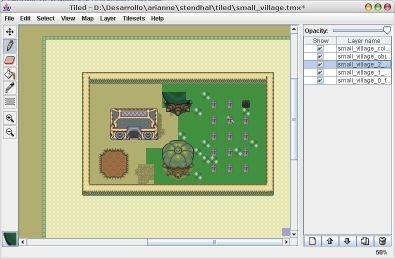 Tiled - D:\Desarrollo\arianne\stendhal\tiled\small_village.tmx*
File Edit Select View Map Layer Tilesets Help
Opacity:
Show Layer name
small_village_col...
small_village_obj...
small_village_2_...
small_village_1_...
small_village_0_f...
50%